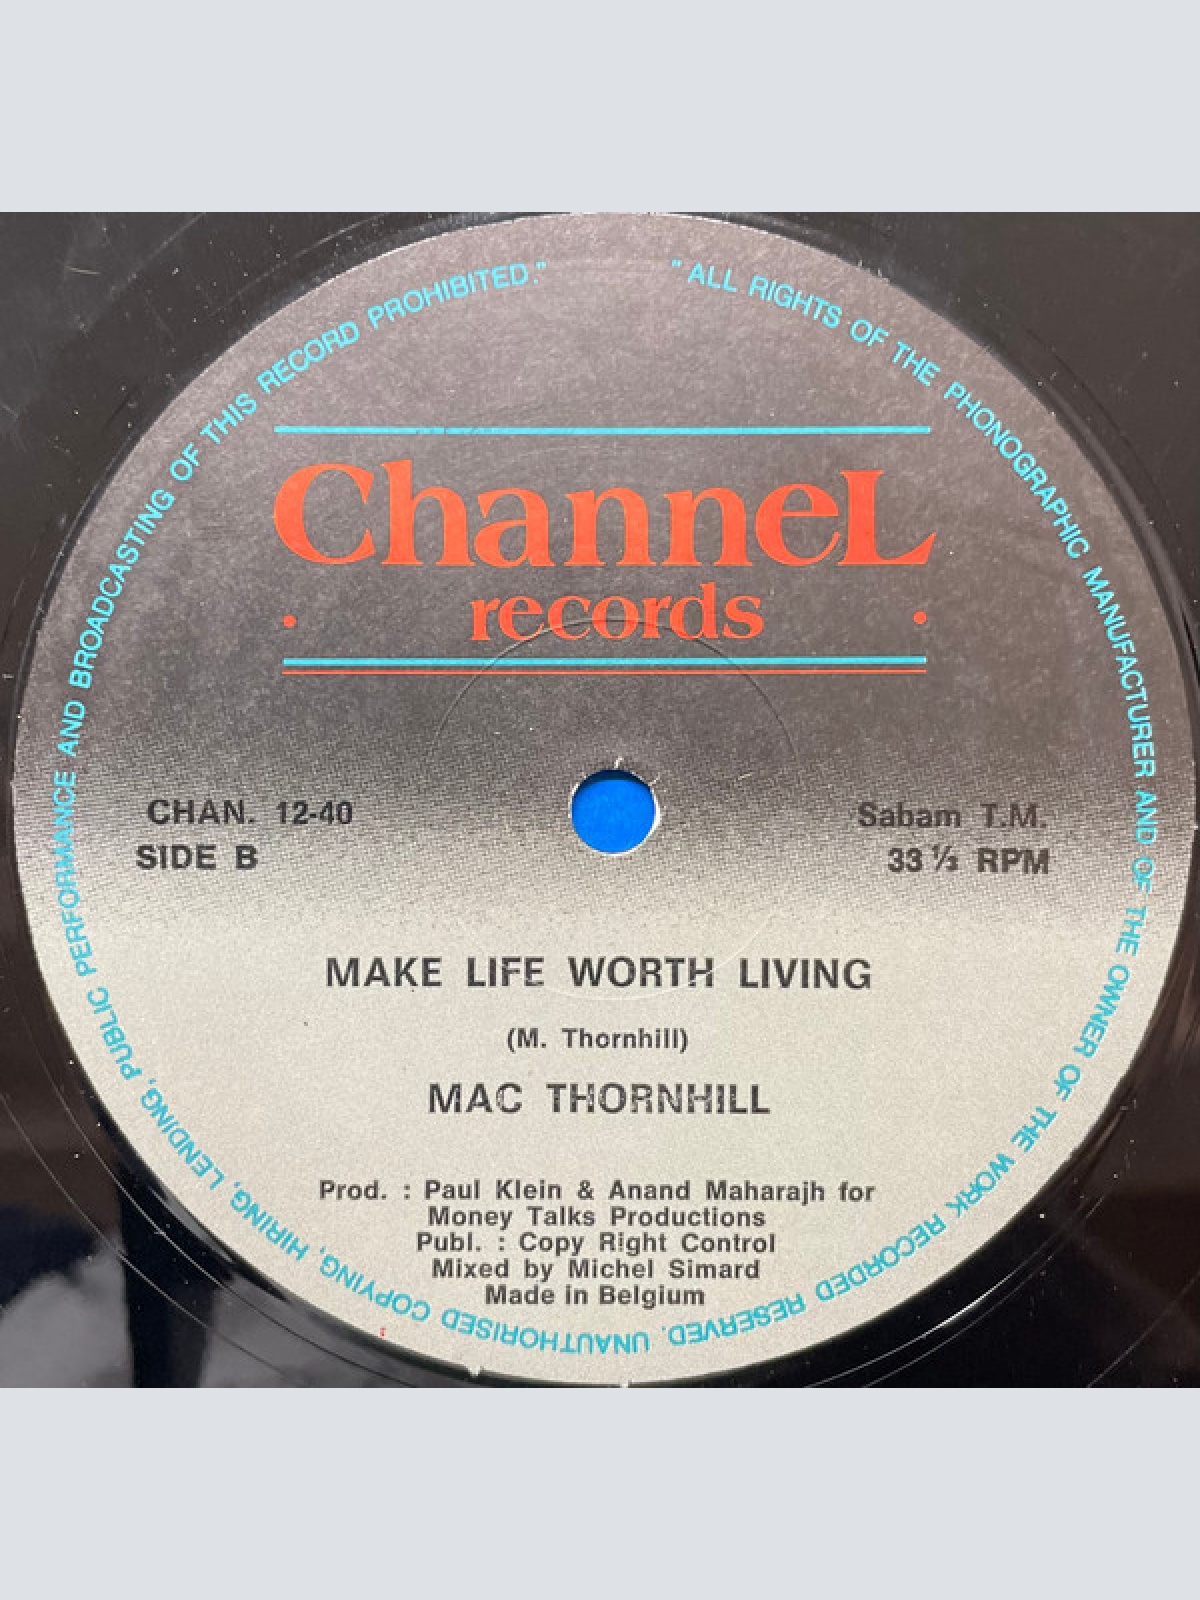 " ALL RIGHTS OF THE PHONOGRAPHIC MANUFACTURER AND OF THE OWNER OF THE WORK RECORDED RESERVED. UNAUTHORISED COPYING, HIRING, LENDING, PUBLIC PERFORMANCE AND BROADCASTING OF THIS RECORD PROHIBITED."
ChanneL
. records .
CHAN. 12-40
Sabam T.M.
SIDE B
33 ⅓ RPM
MAKE LIFE WORTH LIVING
(M. Thornhill)
MAC THORNHILL
Prod. : Paul Klein & Anand Maharajh for
Money Talks Productions
Publ. : Copy Right Control
Mixed by Michel Simard
Made in Belgium